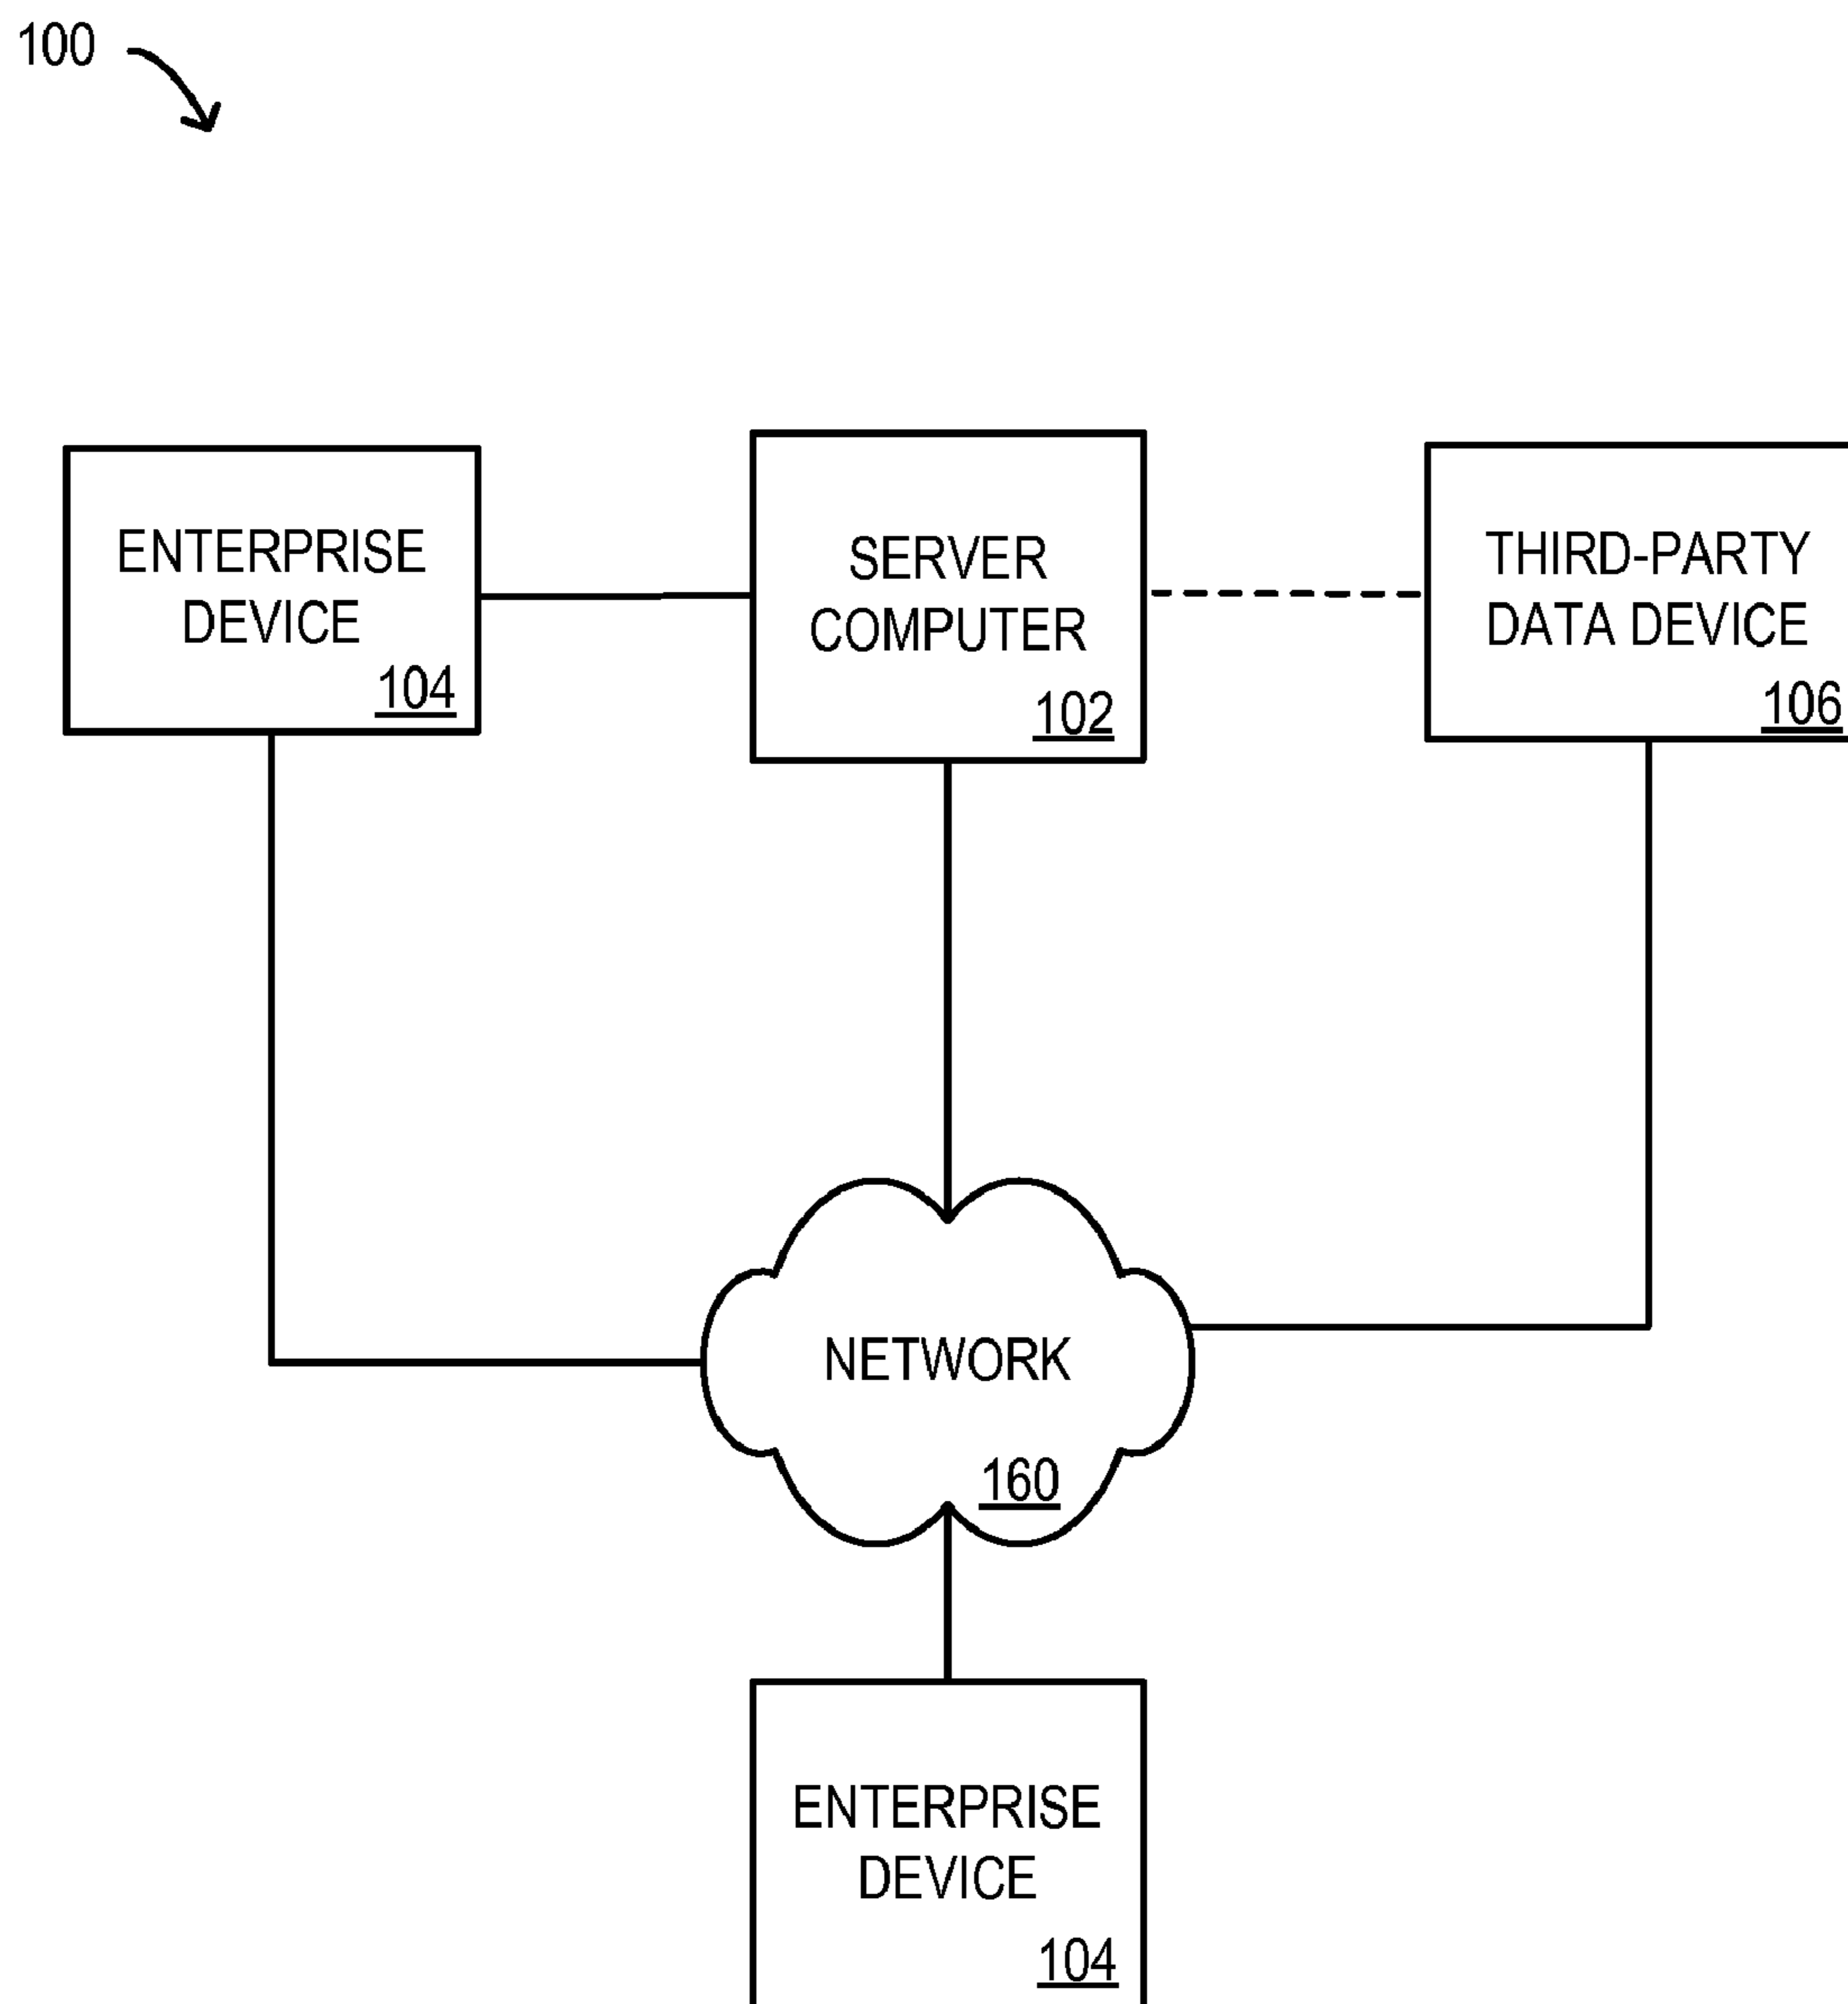 100
ENTERPRISE
DEVICE
104
SERVER
COMPUTER
102
THIRD-PARTY
DATA DEVICE
106
NETWORK
160
ENTERPRISE
DEVICE
104